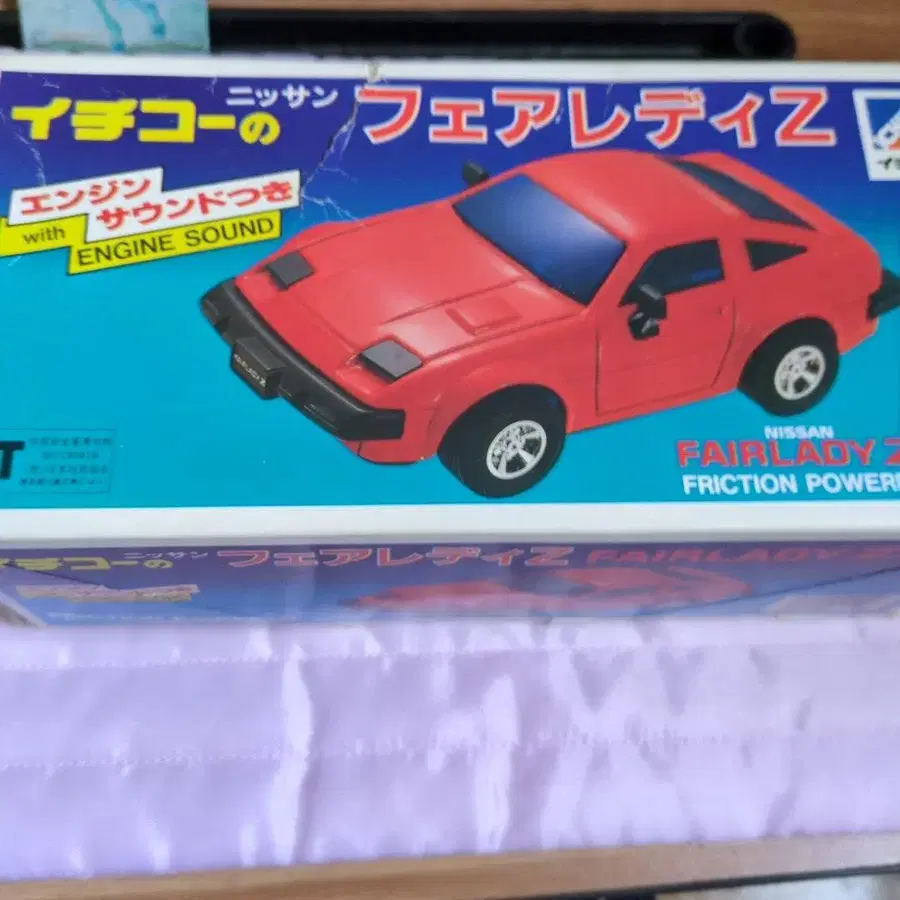 イチコーの ニッサン フェアレディZ
エンジン
サウンドつき
with
ENGINE SOUND
FAIRLADY Z
NISSAN
FAIRLADY Z
FRICTION POWER
イチコーの ニッサン フェアレディZ FAIRLADY Z